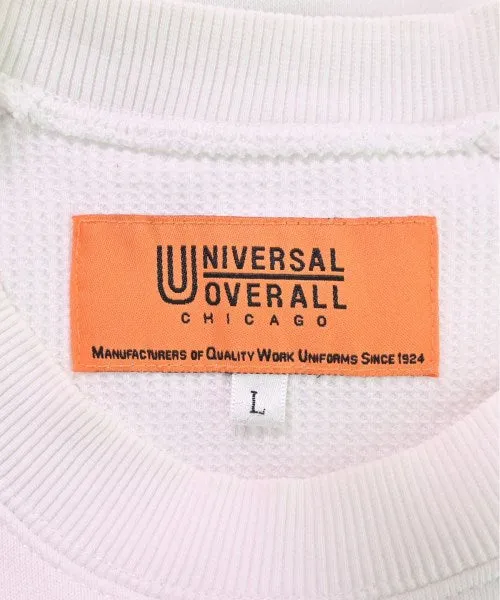 UNIVERSAL
OVERALL
CHICAGO
MANUFACTURERS OF QUALITY WORK UNIFORMS SINCE 1924
L